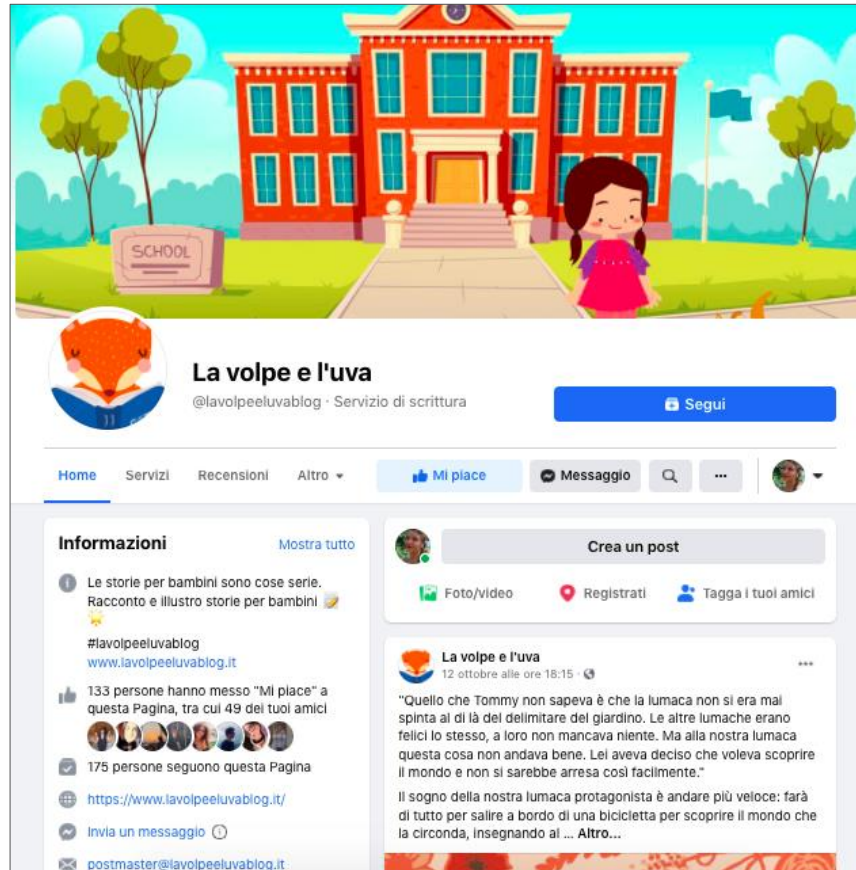 SCHOOL
La volpe e l'uva
@lavolpeeluvablog · Servizio di scrittura
Segui
Home Servizi Recensioni Altro
Mi piace Messaggio
Informazioni
Mostra tutto
Le storie per bambini sono cose serie.
Racconto e illustro storie per bambini
#lavolpeeluvablog
www.lavolpeeluvablog.it
133 persone hanno messo "Mi piace" a
questa Pagina, tra cui 49 dei tuoi amici
175 persone seguono questa Pagina
https://www.lavolpeeluvablog.it/
Invia un messaggio
postmaster@lavolpeeluvablog.it
Crea un post
Foto/video Registrati Tagga i tuoi amici
La volpe e l'uva
12 ottobre alle ore 18:15 ·
"Quello che Tommy non sapeva è che la lumaca non si era mai
spinta al di là del delimitare del giardino. Le altre lumache erano
felici lo stesso, a loro non mancava niente. Ma alla nostra lumaca
questa cosa non andava bene. Lei aveva deciso che voleva scoprire
il mondo e non si sarebbe arresa così facilmente."
Il sogno della nostra lumaca protagonista è andare più veloce: farà
di tutto per salire a bordo di una bicicletta per scoprire il mondo che
la circonda, insegnando al ... Altro...